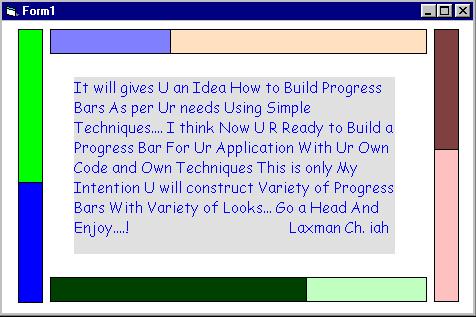 Form1
It will gives U an Idea How to Build Progress
Bars As per Ur needs Using Simple
Techniques.... I think Now U R Ready to Build a
Progress Bar For Ur Application With Ur Own
Code and Own Techniques This is only My
Intention U will construct Variety of Progress
Bars With Variety of Looks... Go a Head And
Enjoy....! Laxman Ch. iah